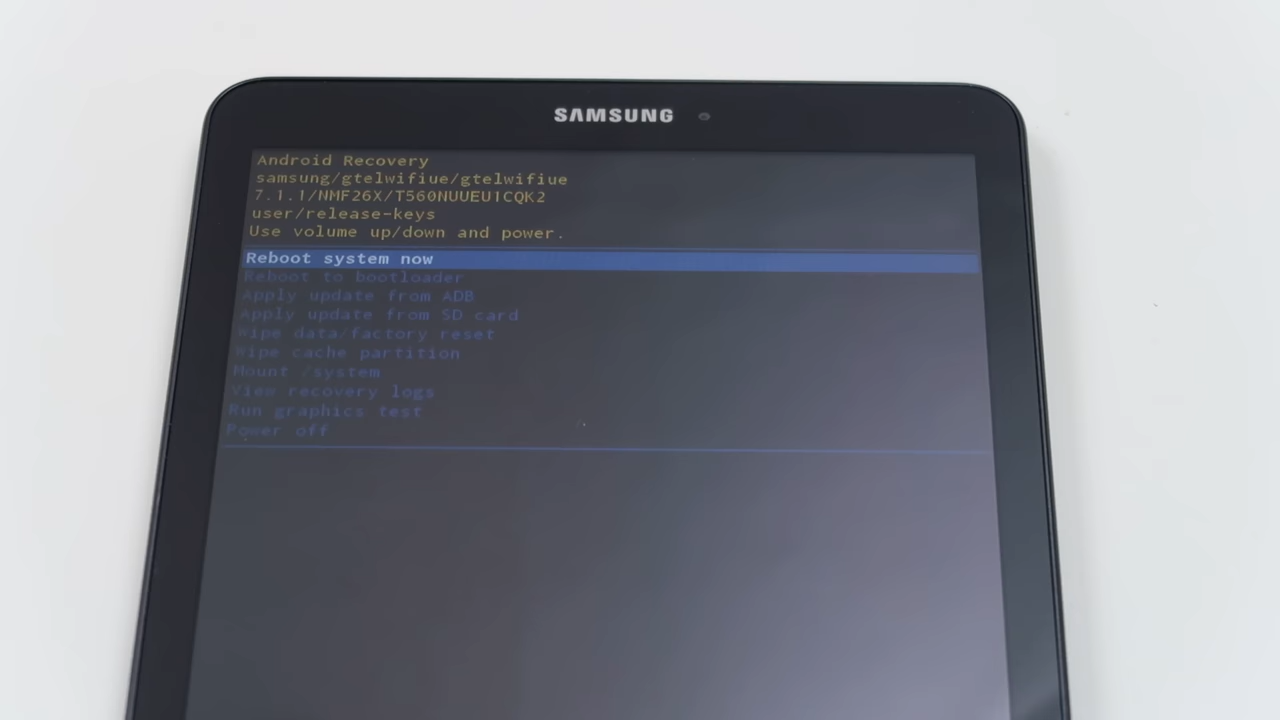 SAMSUNG
Android Recovery
samsung/gtelwifiue/gtelwifiue
7.1.1/NMF26X/T560NUUEU1CQK2
user/release-keys
Use volume up/down and power.
Reboot system now
Reboot to bootloader
Apply update from ADB
Apply update from SD card
Wipe data/factory reset
Wipe cache partition
Mount /system
View recovery logs
Run graphics test
Power off